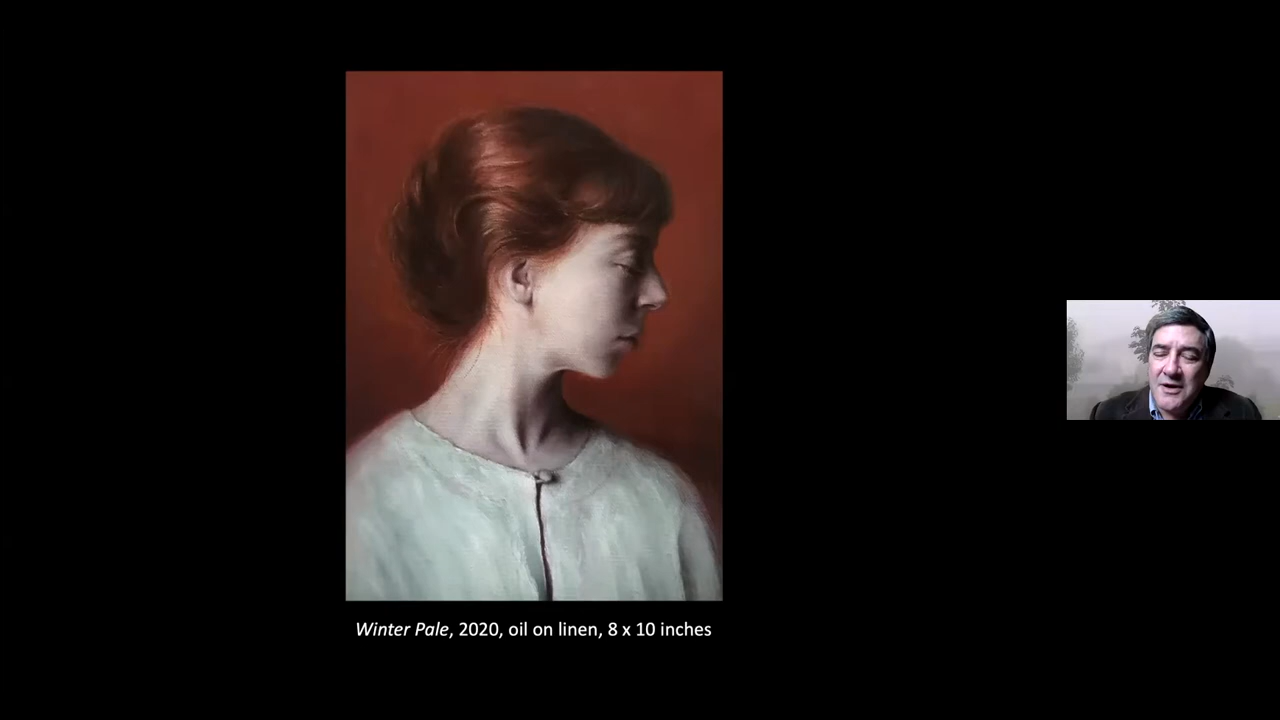 Winter Pale, 2020, oil on linen, 8 x 10 inches